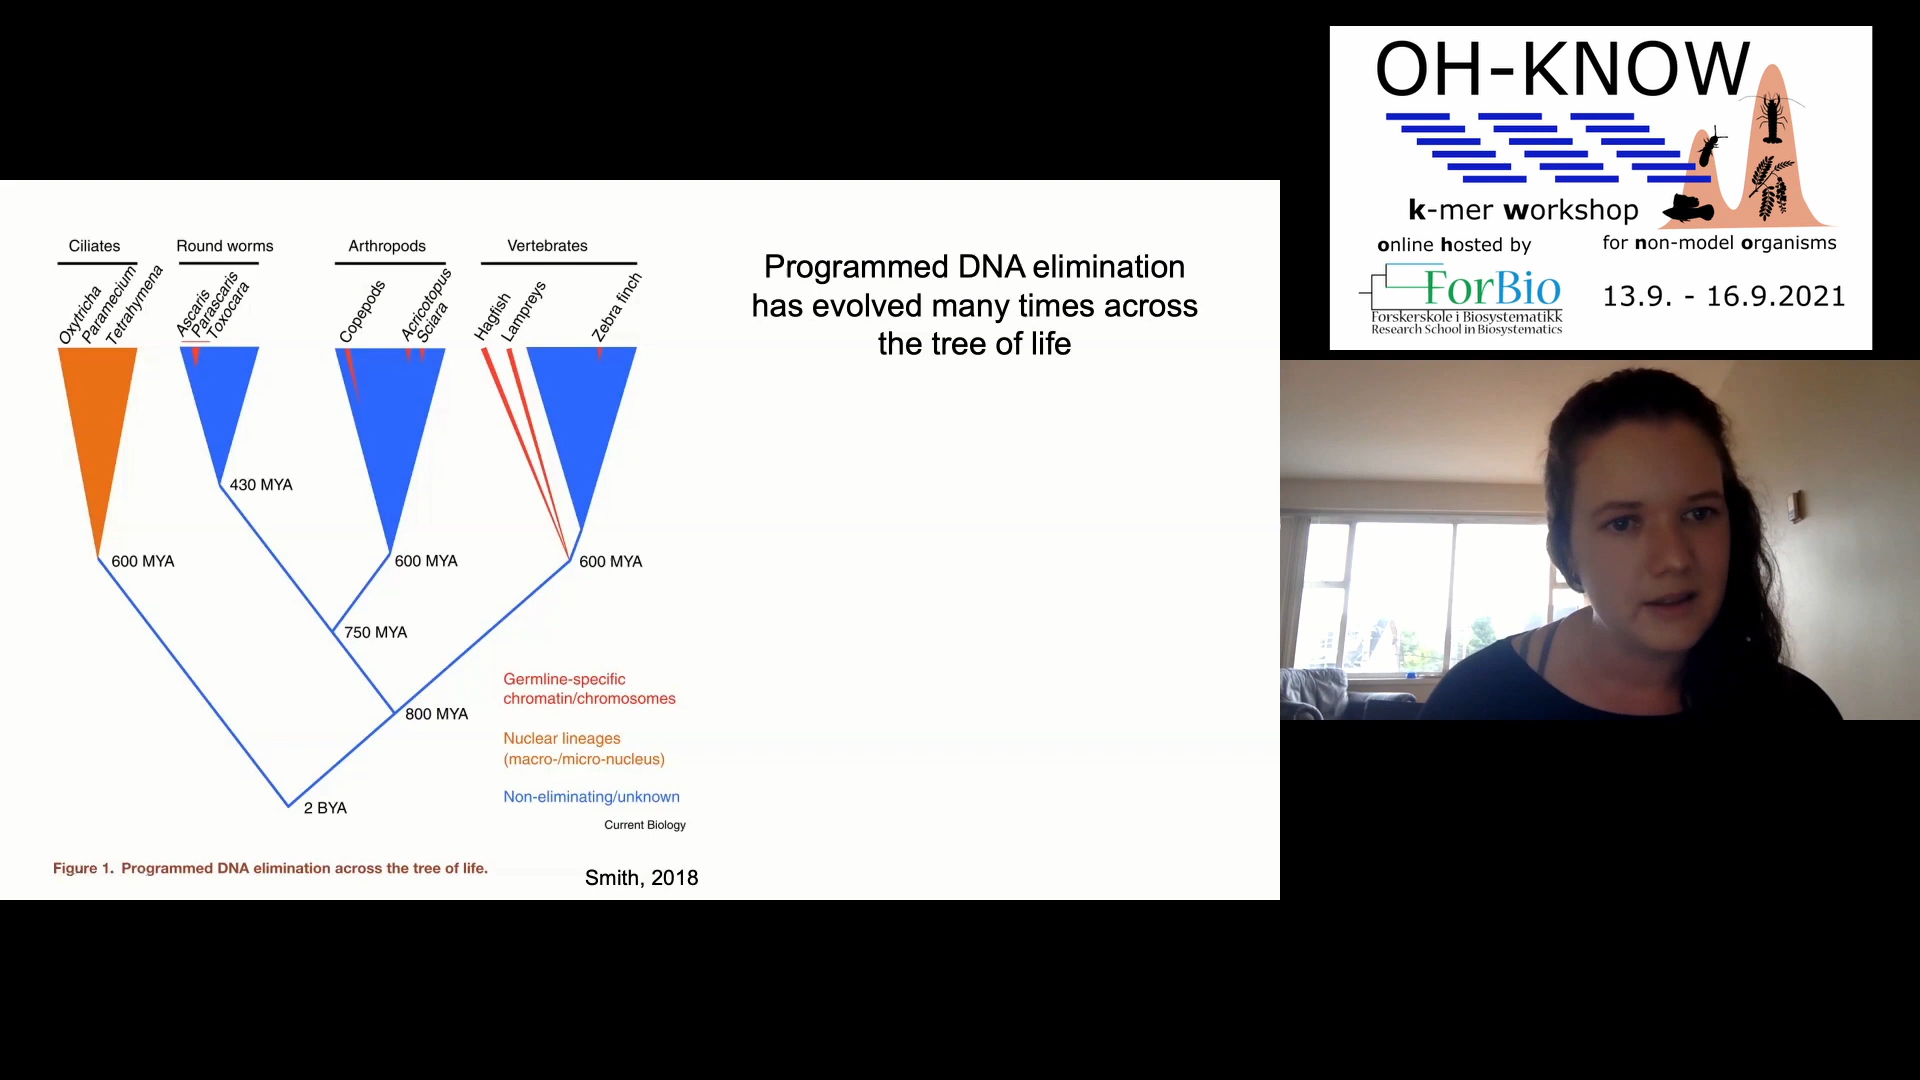 OH-KNOW
k-mer workshop
online hosted by
for non-model organisms
ForBio
Forskerskole i Biosystematikk
Research School in Biosystematics
13.9. - 16.9.2021
Programmed DNA elimination
has evolved many times across
the tree of life
Ciliates
Round worms
Arthropods
Vertebrates
Oxytricha
Paramecium
Tetrahymena
Ascaris
Parascaris
Toxocara
Copepods
Acricotopus
Sciara
Hagfish
Lampreys
Zebra finch
430 MYA
600 MYA
600 MYA
600 MYA
750 MYA
800 MYA
2 BYA
Germline-specific
chromatin/chromosomes
Nuclear lineages
(macro-/micro-nucleus)
Non-eliminating/unknown
Current Biology
Figure 1. Programmed DNA elimination across the tree of life.
Smith, 2018